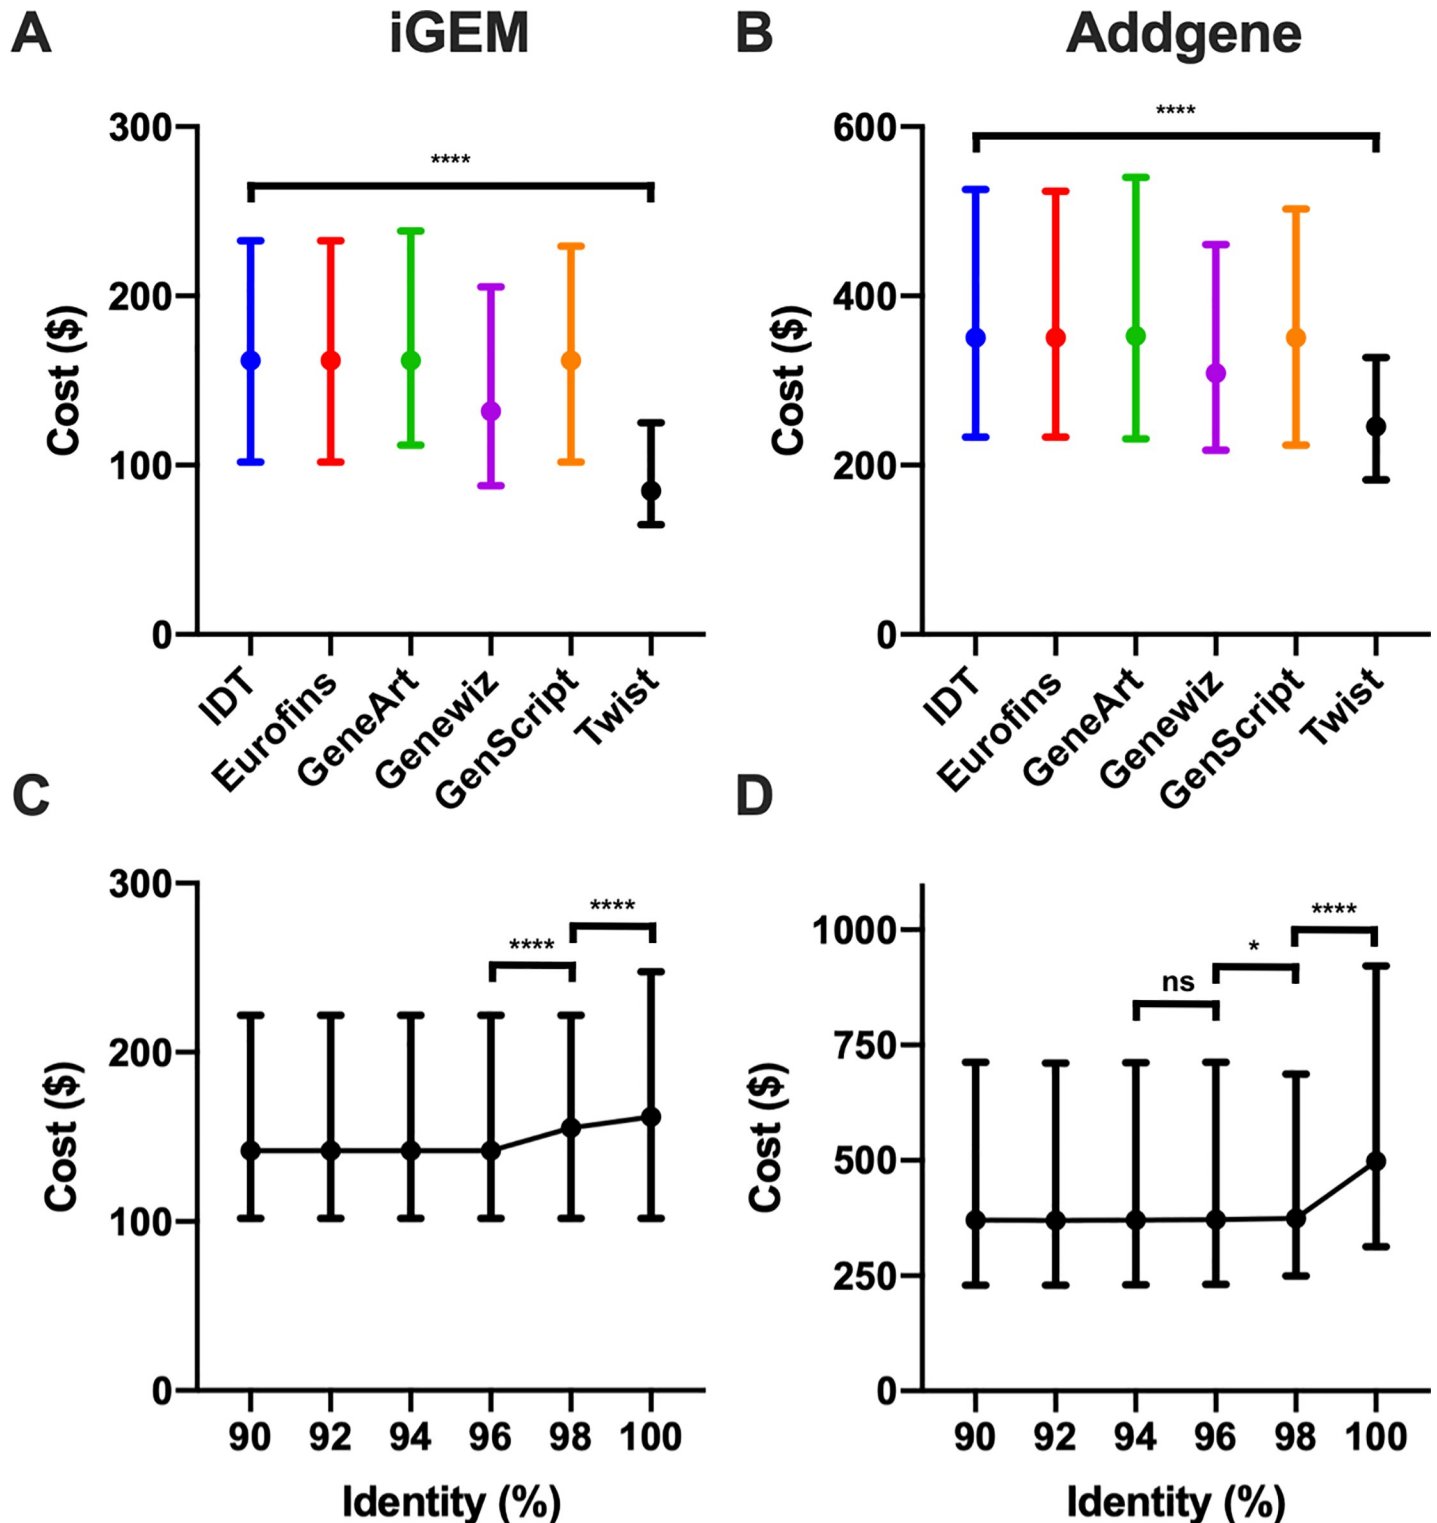 A
iGEM
B
Addgene
300
200
100
0
Cost ($)
****
IDT
Eurofins
GeneArt
Genewiz
GenScript
Twist
600
400
200
0
Cost ($)
****
IDT
Eurofins
GeneArt
Genewiz
GenScript
Twist
C
300
200
100
0
Cost ($)
****
****
90 92 94 96 98 100
Identity (%)
D
1000
750
500
250
0
Cost ($)
ns
*
****
90 92 94 96 98 100
Identity (%)